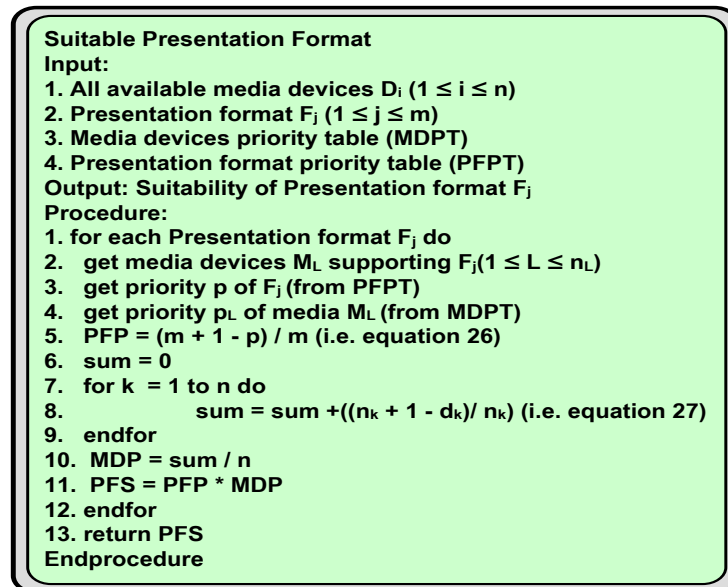 Suitable Presentation Format
Input:
1. All available media devices Dᵢ (1 ≤ i ≤ n)
2. Presentation format Fⱼ (1 ≤ j ≤ m)
3. Media devices priority table (MDPT)
4. Presentation format priority table (PFPT)
Output: Suitability of Presentation format Fⱼ
Procedure:
1. for each Presentation format Fⱼ do
2. get media devices M_L supporting Fⱼ(1 ≤ L ≤ n_L)
3. get priority p of Fⱼ (from PFPT)
4. get priority p_L of media M_L (from MDPT)
5. PFP = (m + 1 - p) / m (i.e. equation 26)
6. sum = 0
7. for k = 1 to n do
8. sum = sum +((nₖ + 1 - dₖ)/ nₖ) (i.e. equation 27)
9. endfor
10. MDP = sum / n
11. PFS = PFP * MDP
12. endfor
13. return PFS
Endprocedure